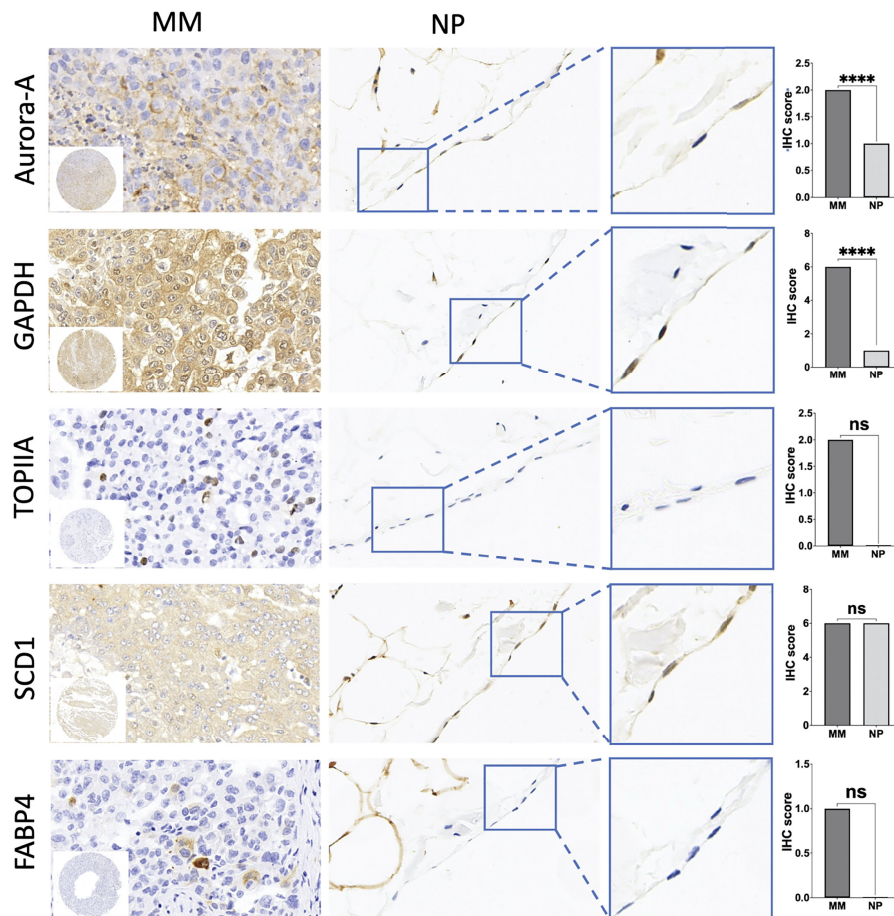 MM
NP
Aurora-A
2.5
2.0
1.5
1.0
0.5
0.0
-IHC score-
****
MM
NP
GAPDH
8
6
4
2
0
IHC score
****
MM
NP
TOPIIA
2.5
2.0
1.5
1.0
0.5
0.0
IHC score
ns
MM
NP
SCD1
8
6
4
2
0
IHC score
ns
MM
NP
FABP4
1.5
1.0
0.5
0.0
IHC score
ns
MM
NP